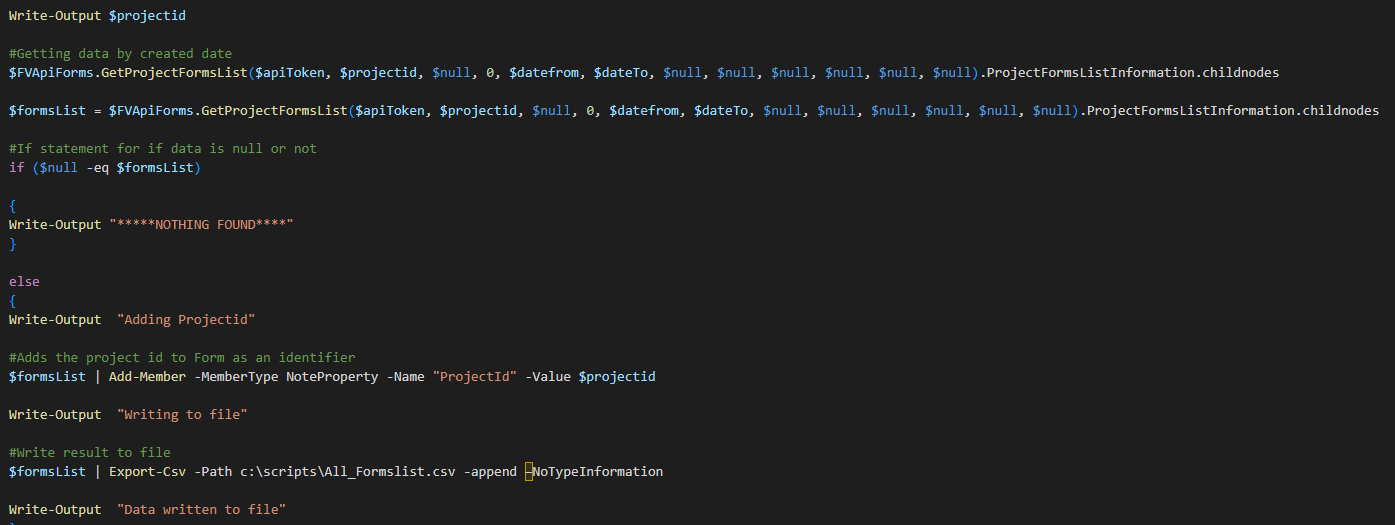 Write-Output $projectid
#Getting data by created date
$FVApiForms.GetProjectFormsList($apiToken, $projectid, $null, 0, $datefrom, $dateTo, $null, $null, $null, $null, $null, $null).ProjectFormsListInformation.childnodes
$formsList = $FVApiForms.GetProjectFormsList($apiToken, $projectid, $null, 0, $datefrom, $dateTo, $null, $null, $null, $null, $null, $null).ProjectFormsListInformation.childnodes
#If statement for if data is null or not
if ($null -eq $formsList)
{
Write-Output "*****NOTHING FOUND****"
}
else
{
Write-Output  "Adding Projectid"
#Adds the project id to Form as an identifier
$formsList | Add-Member -MemberType NoteProperty -Name "ProjectId" -Value $projectid
Write-Output  "Writing to file"
#Write result to file
$formsList | Export-Csv -Path c:\scripts\All_Formslist.csv -append –NoTypeInformation
Write-Output  "Data written to file"